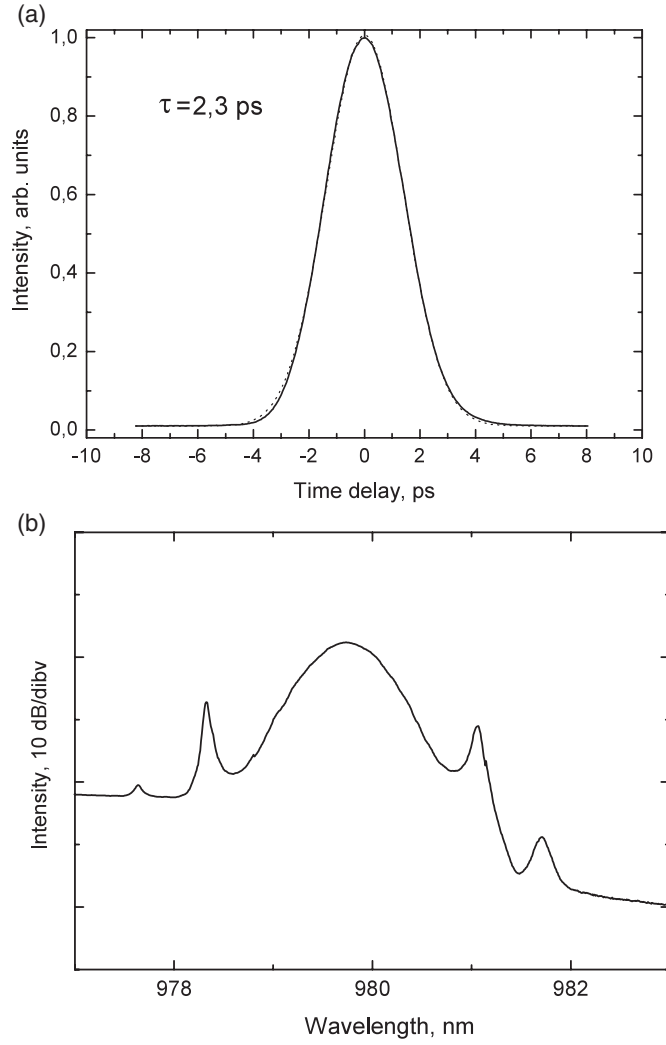 (a)
1,0
0,8
0,6
0,4
0,2
0,0
Intensity, arb. units
τ =2,3 ps
-10 -8 -6 -4 -2 0 2 4 6 8 10
Time delay, ps
(b)
Intensity, 10 dB/dibv
978 980 982
Wavelength, nm